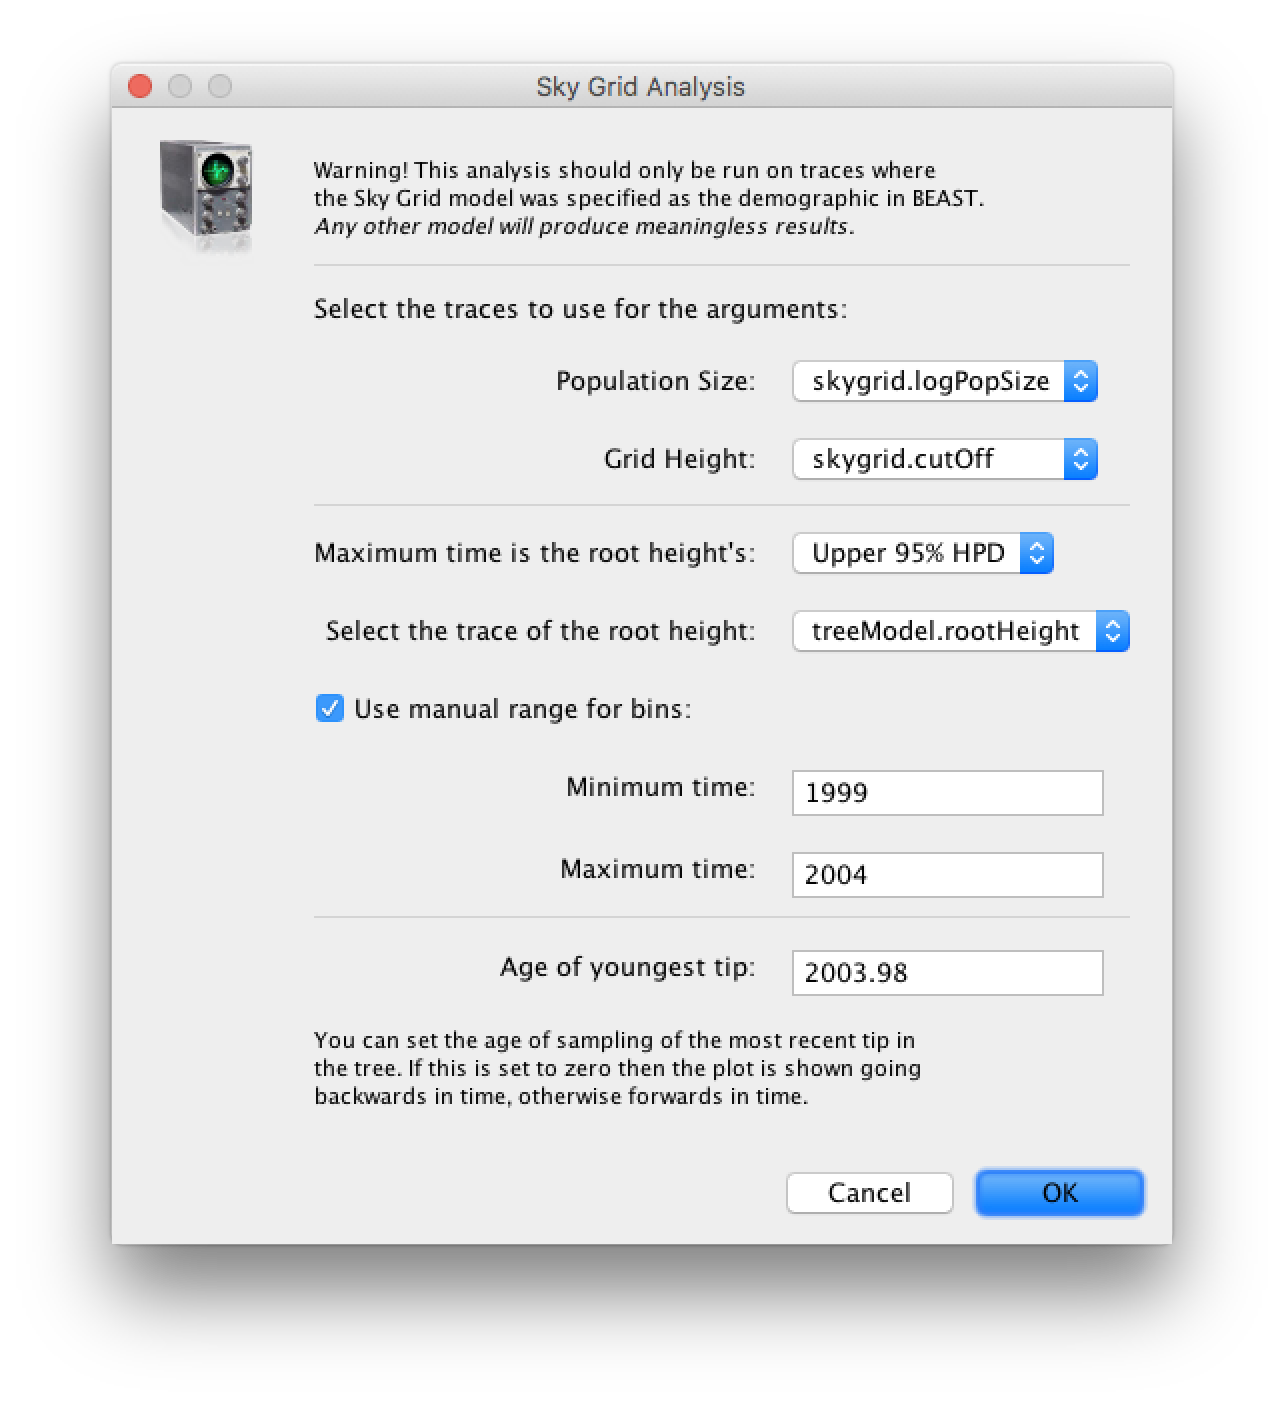 Sky Grid Analysis
Warning! This analysis should only be run on traces where
the Sky Grid model was specified as the demographic in BEAST.
Any other model will produce meaningless results.
Select the traces to use for the arguments:
Population Size: skygrid.logPopSize
Grid Height: skygrid.cutOff
Maximum time is the root height's: Upper 95% HPD
Select the trace of the root height: treeModel.rootHeight
Use manual range for bins:
Minimum time: 1999
Maximum time: 2004
Age of youngest tip: 2003.98
You can set the age of sampling of the most recent tip in
the tree. If this is set to zero then the plot is shown going
backwards in time, otherwise forwards in time.
Cancel OK